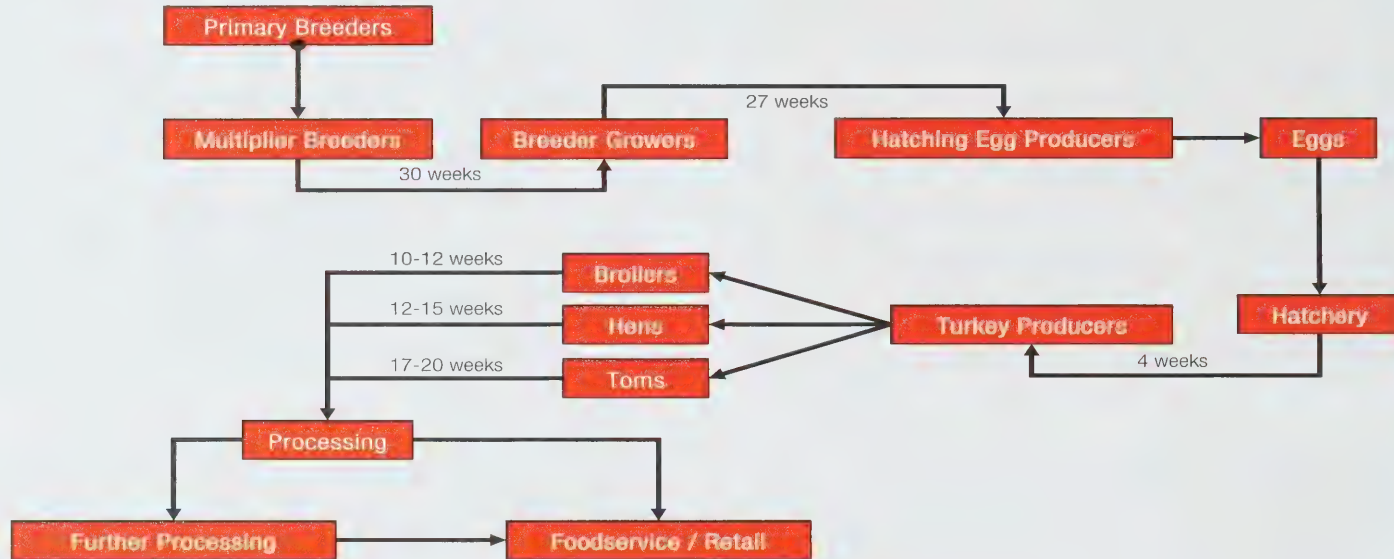 Primary Breeders
Multiplier Breeders
Breeder Growers
27 weeks
Hatching Egg Producers
Eggs
30 weeks
10-12 weeks
Broilers
12-15 weeks
Hens
Turkey Producers
Hatchery
17-20 weeks
Toms
4 weeks
Processing
Further Processing
Foodservice / Retail